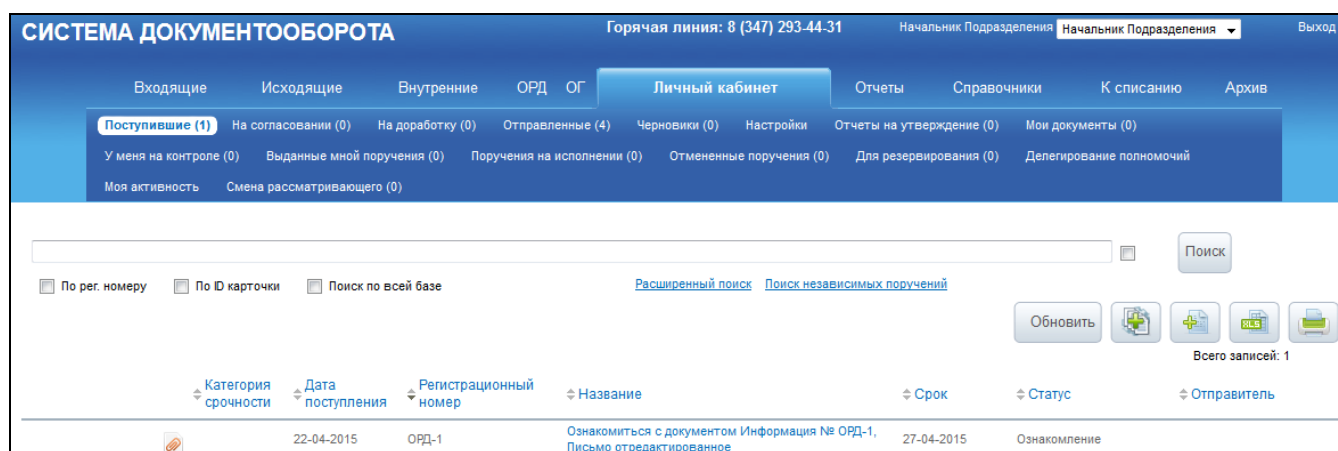 СИСТЕМА ДОКУМЕНТООБОРОТА Горячая линия: 8 (347) 293-44-31 Начальник Подразделения Начальник Подразделения Выход
Входящие Исходящие Внутренние ОРД ОГ Личный кабинет Отчеты Справочники К списанию Архив
Поступившие (1) На согласовании (0) На доработку (0) Отправленные (4) Черновики (0) Настройки Отчеты на утверждение (0) Мои документы (0)
У меня на контроле (0) Выданные мной поручения (0) Поручения на исполнении (0) Отмененные поручения (0) Для резервирования (0) Делегирование полномочий
Моя активность Смена рассматривающего (0)
Поиск
По рег. номеру По ID карточки Поиск по всей базе Расширенный поиск Поиск независимых поручений
Обновить XLS
Всего записей: 1
Категория срочности Дата поступления Регистрационный номер Название Срок Статус Отправитель
22-04-2015 ОРД-1 Ознакомиться с документом Информация № ОРД-1, 27-04-2015 Ознакомление
Письмо отредактированное